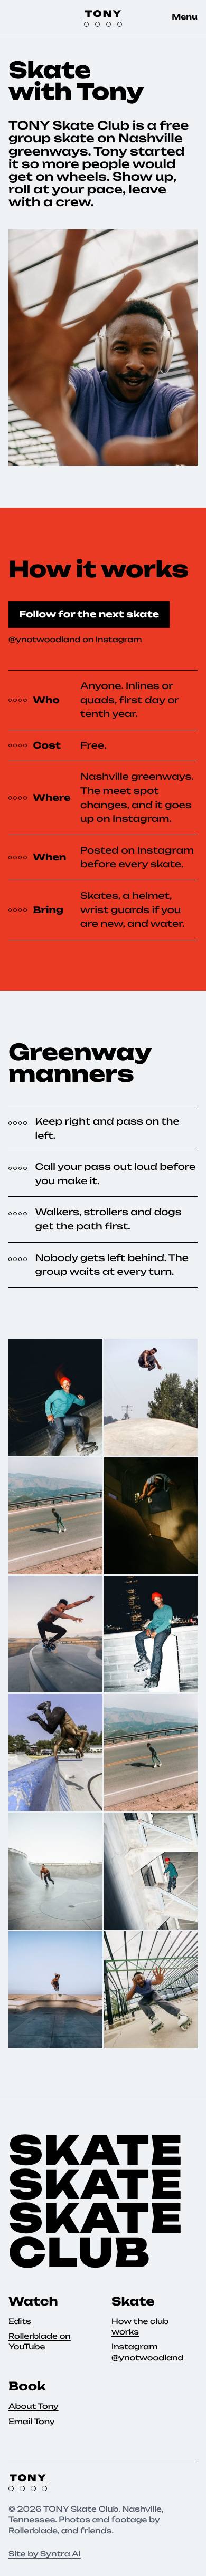 TONY
Menu
Skate
with Tony
TONY Skate Club is a free
group skate on Nashville
greenways. Tony started
it so more people would
get on wheels. Show up,
roll at your pace, leave
with a crew.
How it works
Follow for the next skate
@ynotwoodland on Instagram
Who
Anyone. Inlines or
quads, first day or
tenth year.
Cost
Free.
Where
Nashville greenways.
The meet spot
changes, and it goes
up on Instagram.
When
Posted on Instagram
before every skate.
Bring
Skates, a helmet,
wrist guards if you
are new, and water.
Greenway
manners
Keep right and pass on the
left.
Call your pass out loud before
you make it.
Walkers, strollers and dogs
get the path first.
Nobody gets left behind. The
group waits at every turn.
SKATE
SKATE
SKATE
CLUB
Watch
Edits
Rollerblade on
YouTube
Skate
How the club
works
Instagram
@ynotwoodland
Book
About Tony
Email Tony
TONY
© 2026 TONY Skate Club. Nashville,
Tennessee. Photos and footage by
Rollerblade, and friends.
Site by Syntra AI